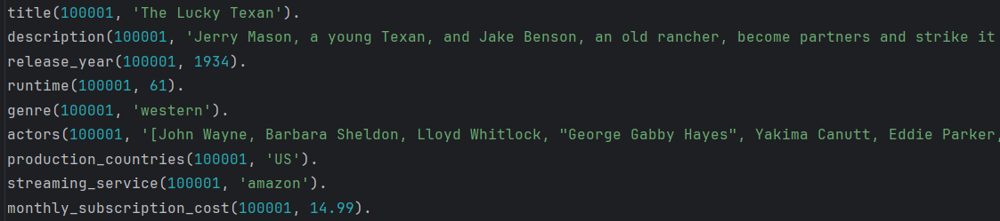 title(100001, 'The Lucky Texan').
description(100001, 'Jerry Mason, a young Texan, and Jake Benson, an old rancher, become partners and strike it
release_year(100001, 1934).
runtime(100001, 61).
genre(100001, 'western').
actors(100001, '[John Wayne, Barbara Sheldon, Lloyd Whitlock, "George Gabby Hayes", Yakima Canutt, Eddie Parker,
production_countries(100001, 'US').
streaming_service(100001, 'amazon').
monthly_subscription_cost(100001, 14.99).